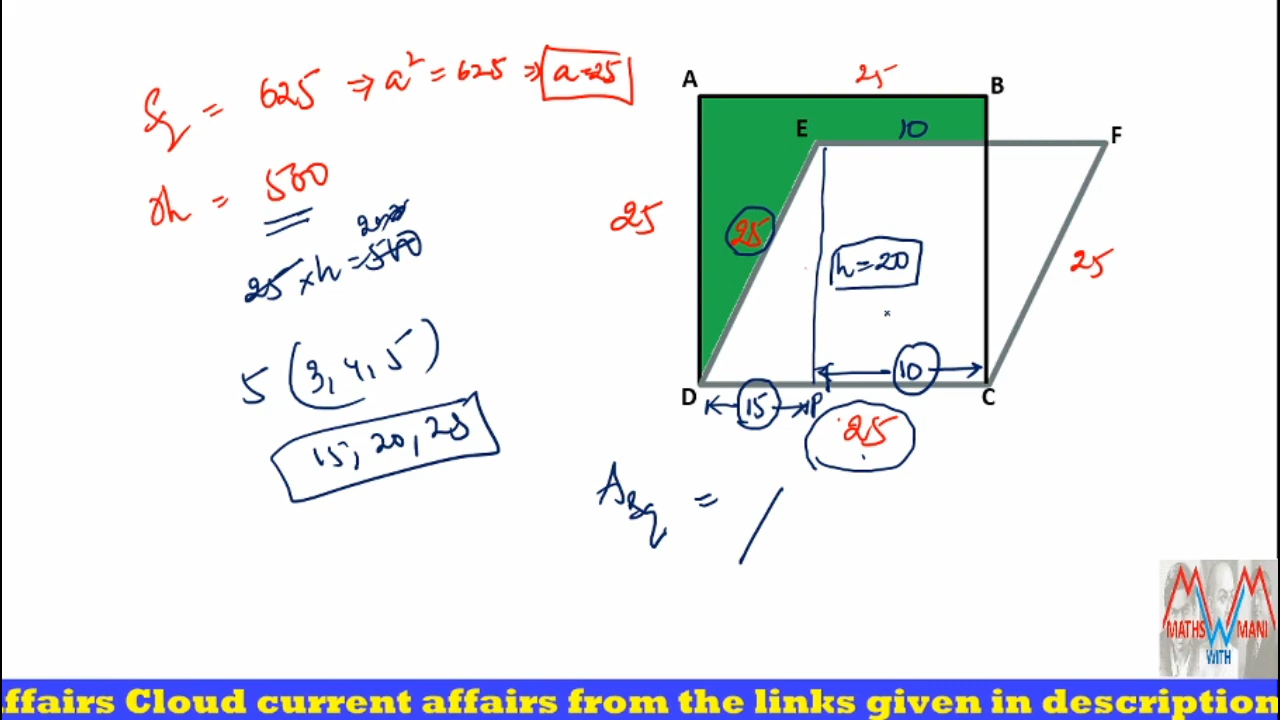 Sq = 625 ⇒ a² = 625 ⇒ a = 25
Rh = 500
25 × h = 500
5 (3, 4, 5)
15, 20, 25
A
25
B
E
10
F
25
25
h = 20
25
D
15
P
10
C
25
A Sq =
MATHS
WITH
MANI
ffairs Cloud current affairs from the links given in description